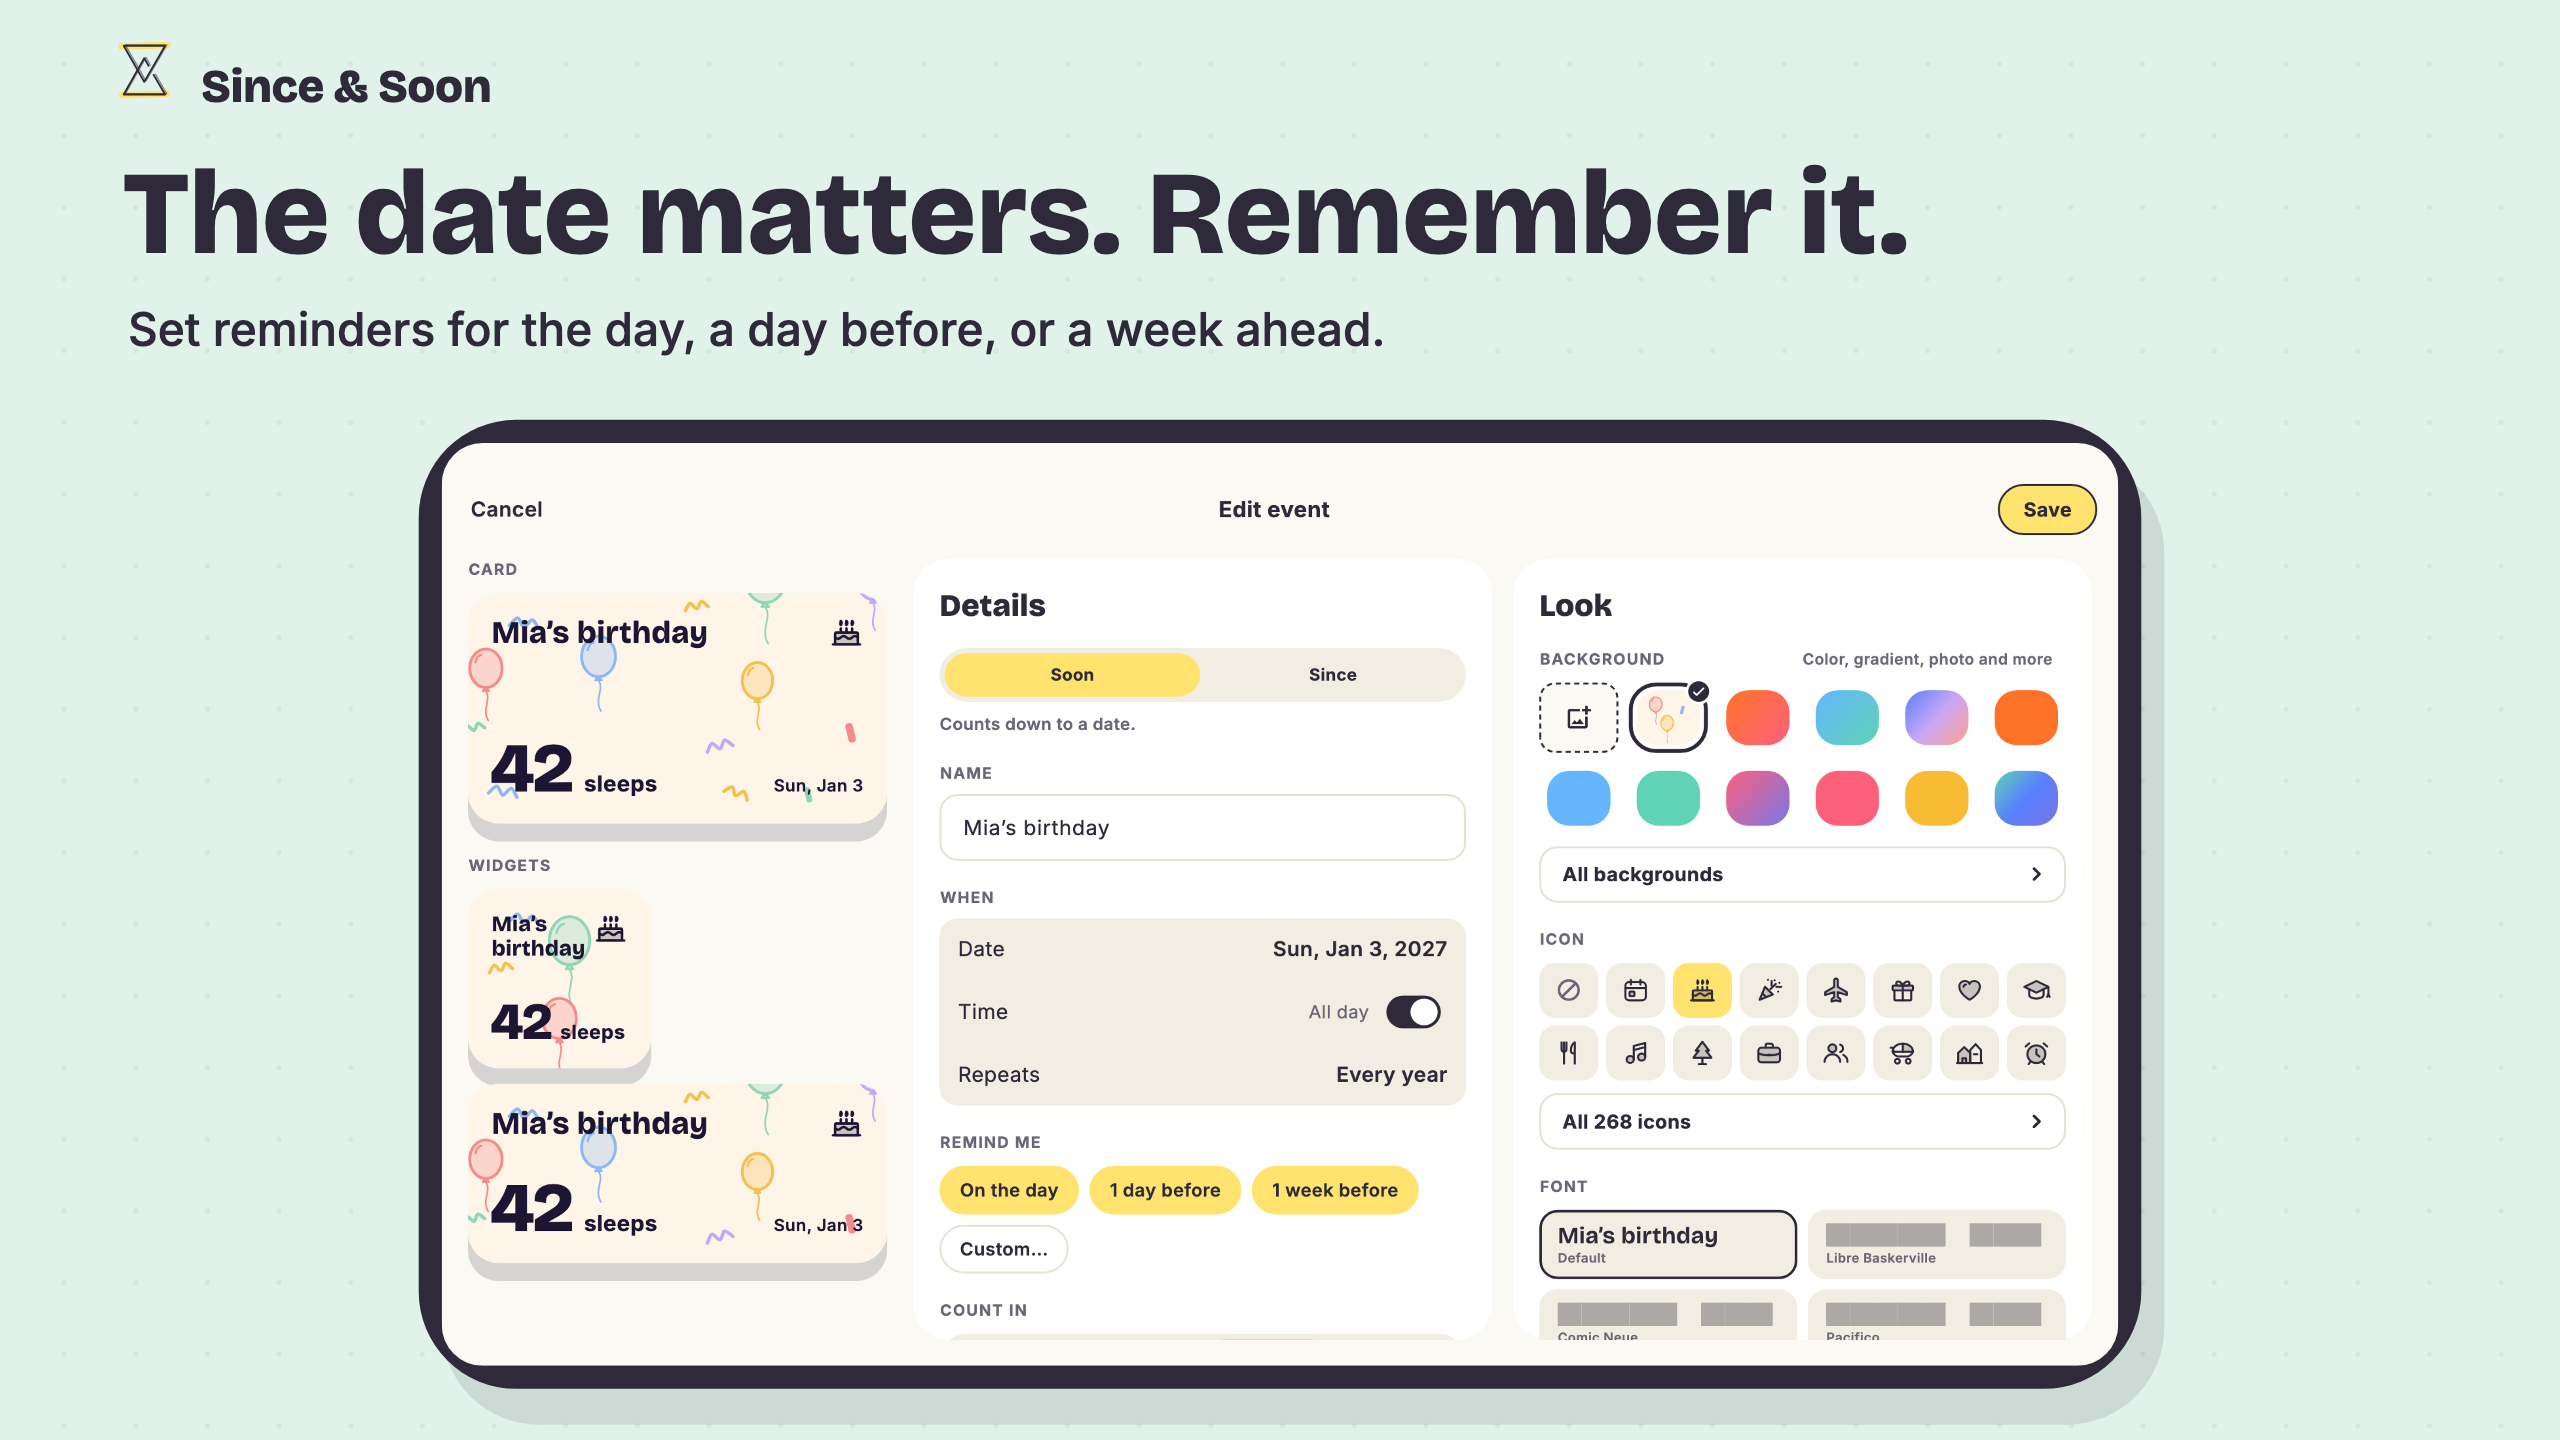 Since & Soon
The date matters. Remember it.
Set reminders for the day, a day before, or a week ahead.
Cancel
Edit event
Save
CARD
Mia's birthday
42 sleeps
Sun, Jan 3
WIDGETS
Mia's
birthday
42 sleeps
Mia's birthday
42 sleeps
Sun, Jan 3
Details
Soon
Since
Counts down to a date.
NAME
Mia's birthday
WHEN
Date
Sun, Jan 3, 2027
Time
All day
Repeats
Every year
REMIND ME
On the day
1 day before
1 week before
Custom...
COUNT IN
Look
BACKGROUND
Color, gradient, photo and more
All backgrounds
ICON
All 268 icons
FONT
Mia's birthday
Default
Libre Baskerville
Comic Neue
Pacifico